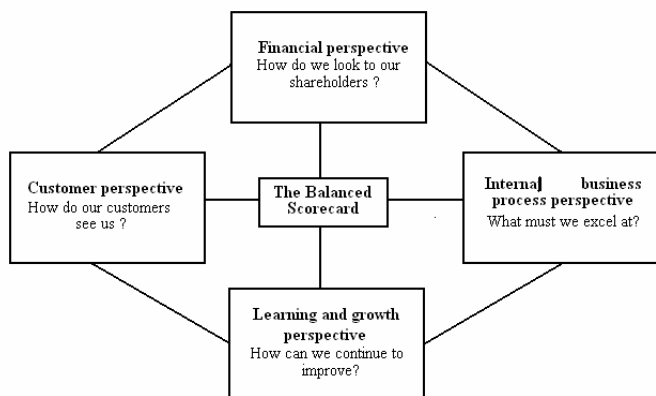 Financial perspective
How do we look to our
shareholders ?
Customer perspective
How do our customers
see us ?
The Balanced
Scorecard
Internal business
process perspective
What must we excel at?
Learning and growth
perspective
How can we continue to
improve?